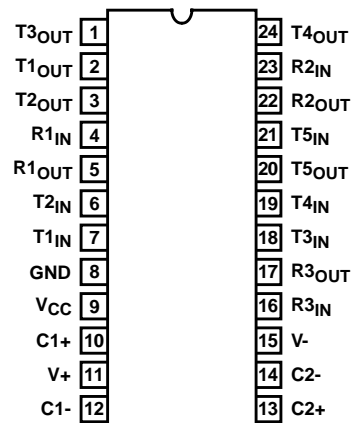 T3OUT 1 24 T4OUT
T1OUT 2 23 R2IN
T2OUT 3 22 R2OUT
R1IN 4 21 T5IN
R1OUT 5 20 T5OUT
T2IN 6 19 T4IN
T1IN 7 18 T3IN
GND 8 17 R3OUT
VCC 9 16 R3IN
C1+ 10 15 V-
V+ 11 14 C2-
C1- 12 13 C2+